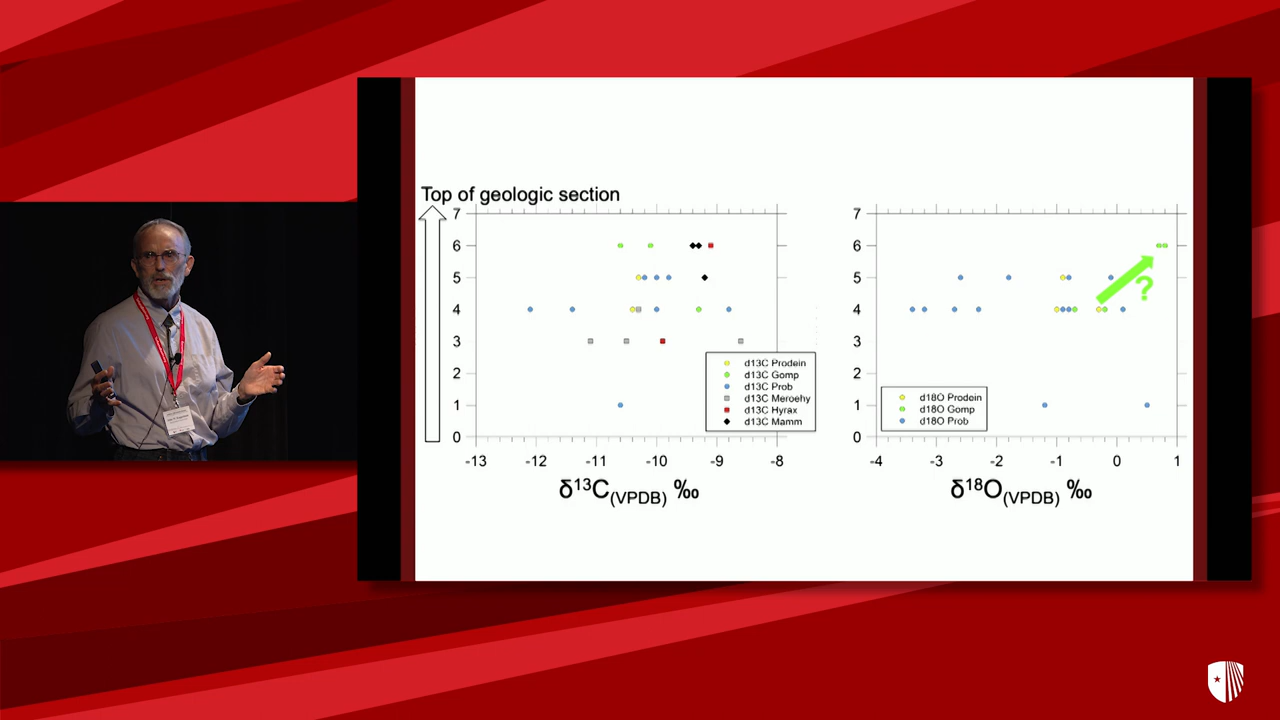 Top of geologic section
7
6
5
4
3
2
1
0
-13 -12 -11 -10 -9 -8
δ¹³C(VPDB) ‰
d13C Prodein
d13C Gomp
d13C Prob
d13C Meroehy
d13C Hyrax
d13C Mamm
7
6
5
4
3
2
1
0
-4 -3 -2 -1 0 1
δ¹⁸O(VPDB) ‰
d18O Prodein
d18O Gomp
d18O Prob
?